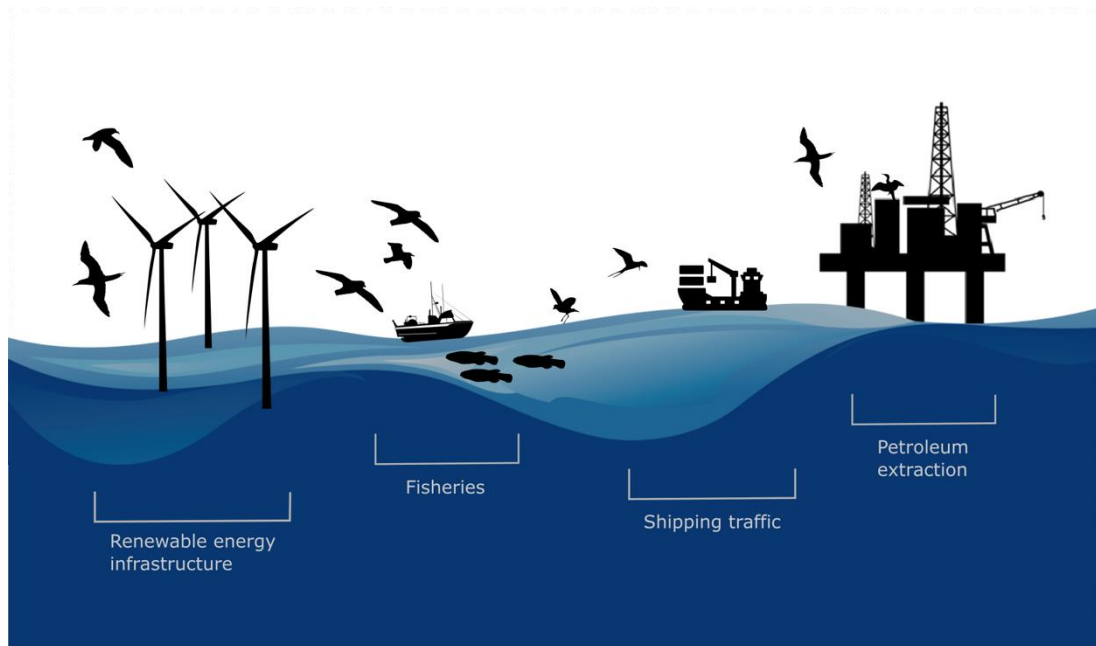 Renewable energy
infrastructure
Fisheries
Shipping traffic
Petroleum
extraction